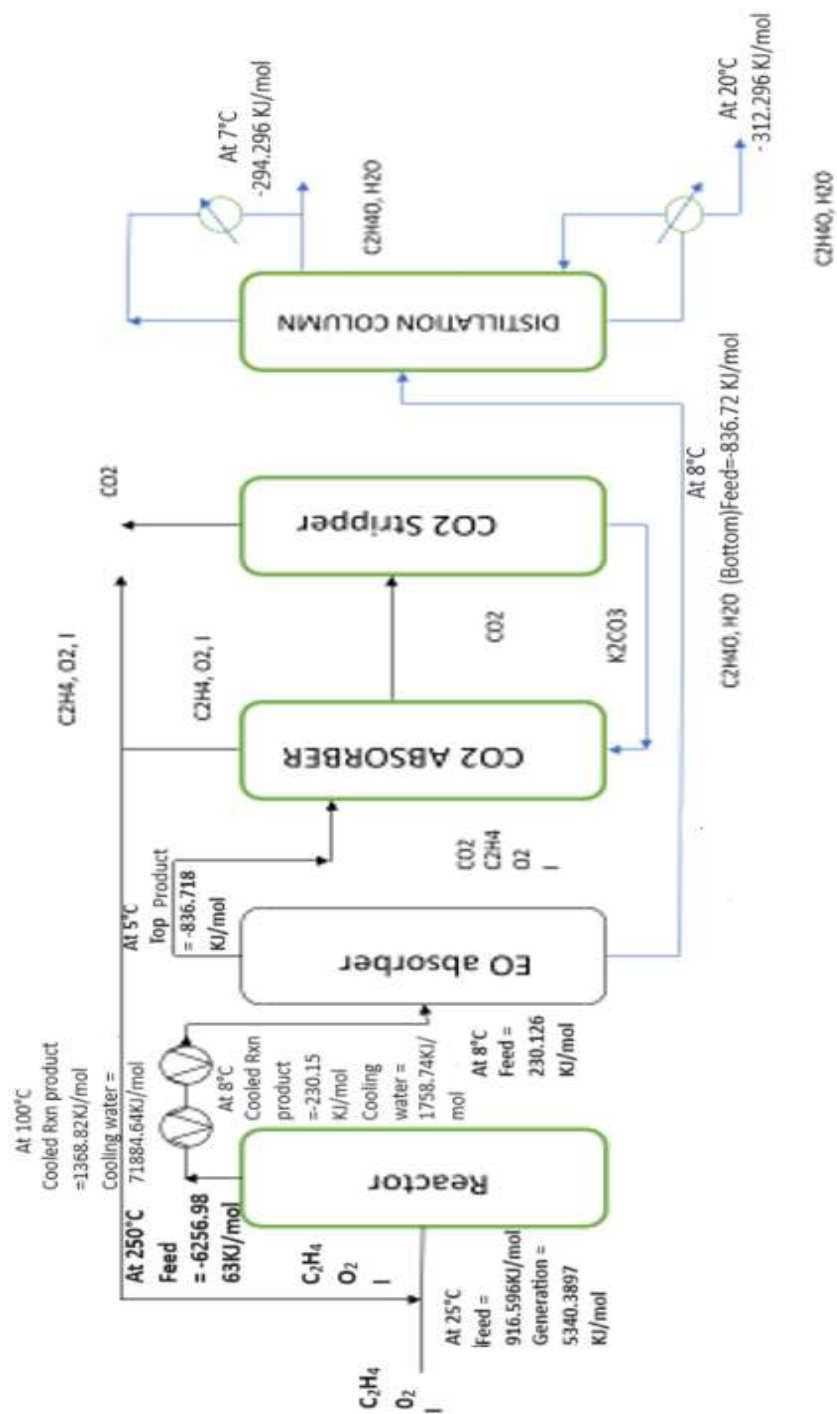 C₂H₄
O₂
I
At 25°C
Feed =
916.596KJ/mol
Generation =
5340.3897
KJ/mol
C₂H₄
O₂
I
Reactor
At 250°C
Feed
= -6256.98
63KJ/mol
At 100°C
Cooled Rxn product
=1368.82KJ/mol
Cooling water =
71884.64KJ/mol
At 8°C
Cooled Rxn
product
=-230.15
KJ/mol
Cooling
water =
1758.74KJ/
mol
At 8°C
Feed =
230.126
KJ/mol
EO absorber
At 5°C
Top Product
= -836.718
KJ/mol
CO2
C2H4
O2
I
CO2 ABSORBER
C2H4, O2, I
C2H4, O2, I
CO2
K2CO3
CO2 Stripper
CO2
At 8°C
C2H4O, H2O (Bottom)Feed=-836.72 KJ/mol
DISTILLATION COLUMN
At 7°C
-294.296 KJ/mol
C2H4O, H2O
At 20°C
- 312.296 KJ/mol
C2H4O, H2O